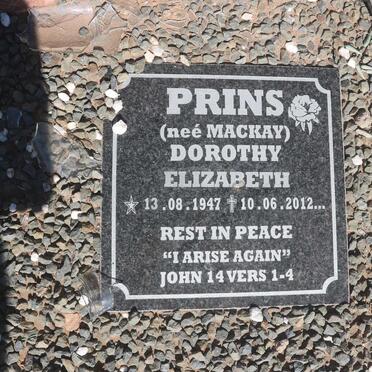 PRINS
(neé MACKAY)
DOROTHY
ELIZABETH
13.08.1947 10.06.2012...
REST IN PEACE
“I ARISE AGAIN”
JOHN 14 VERS 1-4